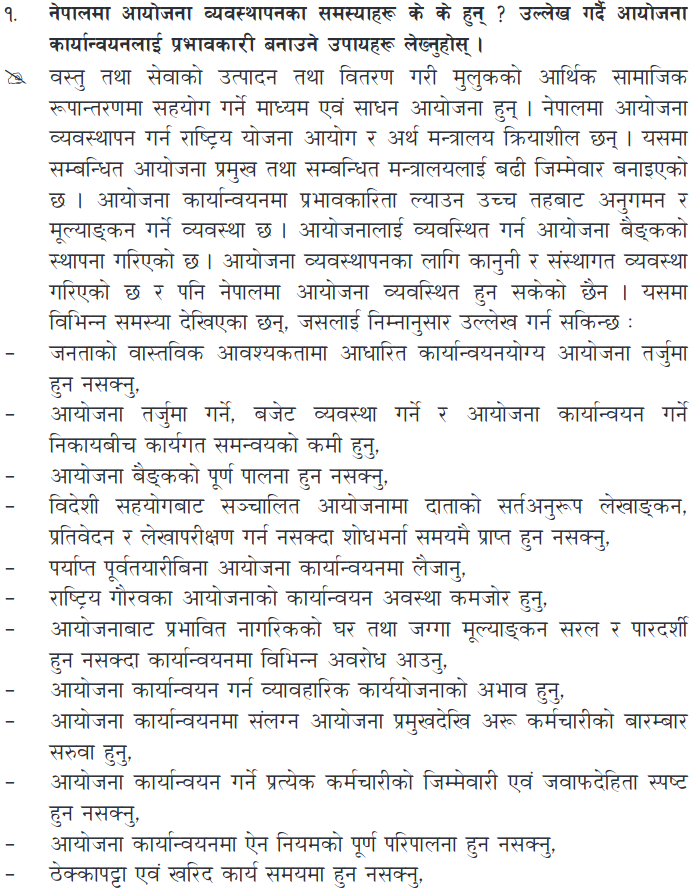 १. नेपालमा आयोजना व्यवस्थापनका समस्याहरू के के हुन् ? उल्लेख गर्दै आयोजना
कार्यान्वयनलाई प्रभावकारी बनाउने उपायहरू लेख्नुहोस् ।
वस्तु तथा सेवाको उत्पादन तथा वितरण गरी मुलुकको आर्थिक सामाजिक
रूपान्तरणमा सहयोग गर्ने माध्यम एवं साधन आयोजना हुन् । नेपालमा आयोजना
व्यवस्थापन गर्न राष्ट्रिय योजना आयोग र अर्थ मन्त्रालय क्रियाशील छन् । यसमा
सम्बन्धित आयोजना प्रमुख तथा सम्बन्धित मन्त्रालयलाई बढी जिम्मेवार बनाइएको
छ । आयोजना कार्यान्वयनमा प्रभावकारिता ल्याउन उच्च तहबाट अनुगमन र
मूल्याङ्कन गर्ने व्यवस्था छ । आयोजनालाई व्यवस्थित गर्न आयोजना बैङ्कको
स्थापना गरिएको छ । आयोजना व्यवस्थापनका लागि कानुनी र संस्थागत व्यवस्था
गरिएको छ र पनि नेपालमा आयोजना व्यवस्थित हुन सकेको छैन । यसमा
विभिन्न समस्या देखिएका छन्, जसलाई निम्नानुसार उल्लेख गर्न सकिन्छ :
– जनताको वास्तविक आवश्यकतामा आधारित कार्यान्वयनयोग्य आयोजना तर्जुमा
हुन नसक्नु,
– आयोजना तर्जुमा गर्ने, बजेट व्यवस्था गर्ने र आयोजना कार्यान्वयन गर्ने
निकायबीच कार्यगत समन्वयको कमी हुनु,
– आयोजना बैङ्कको पूर्ण पालना हुन नसक्नु,
– विदेशी सहयोगबाट सञ्चालित आयोजनामा दाताको सर्तअनुरूप लेखाङ्कन,
प्रतिवेदन र लेखापरीक्षण गर्न नसक्दा शोधभर्ना समयमै प्राप्त हुन नसक्नु,
– पर्याप्त पूर्वतयारीबिना आयोजना कार्यान्वयनमा लैजानु,
– राष्ट्रिय गौरवका आयोजनाको कार्यान्वयन अवस्था कमजोर हुनु,
– आयोजनाबाट प्रभावित नागरिकको घर तथा जग्गा मूल्याङ्कन सरल र पारदर्शी
हुन नसक्दा कार्यान्वयनमा विभिन्न अवरोध आउनु,
– आयोजना कार्यान्वयन गर्न व्यावहारिक कार्ययोजनाको अभाव हुनु,
– आयोजना कार्यान्वयनमा संलग्न आयोजना प्रमुखदेखि अरू कर्मचारीको बारम्बार
सरुवा हुनु,
– आयोजना कार्यान्वयन गर्ने प्रत्येक कर्मचारीको जिम्मेवारी एवं जवाफदेहिता स्पष्ट
हुन नसक्नु,
– आयोजना कार्यान्वयनमा ऐन नियमको पूर्ण परिपालना हुन नसक्नु,
– ठेक्कापट्टा एवं खरिद कार्य समयमा हुन नसक्नु,